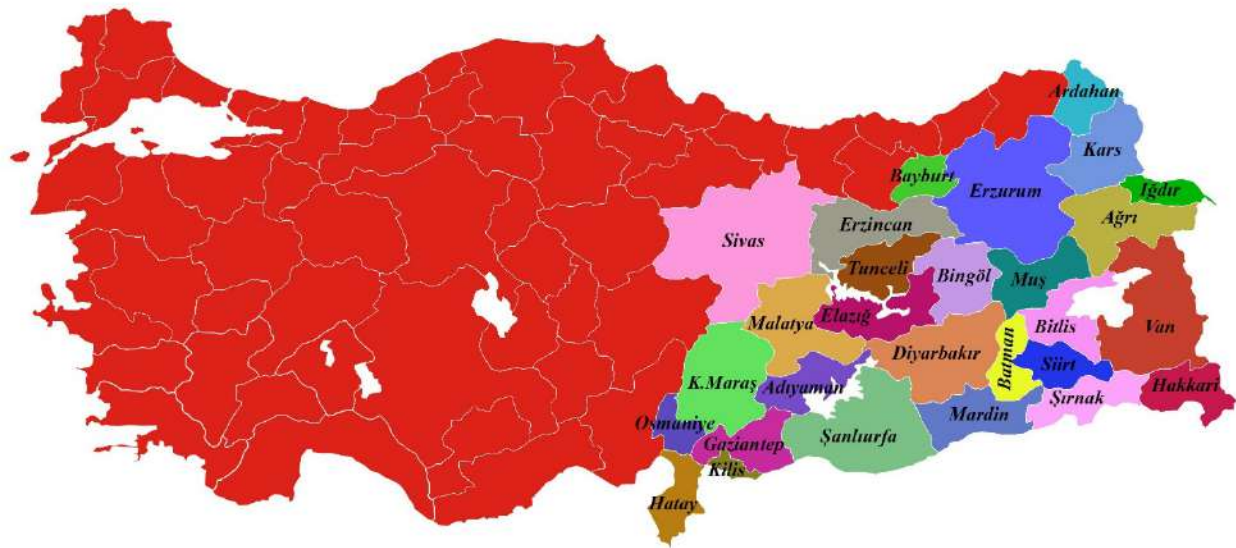 Ardahan
Kars
Bayburt
Erzurum
Iğdır
Ağrı
Erzincan
Sivas
Tunceli
Bingöl
Muş
Elazığ
Malatya
Bitlis
Van
Diyarbakır
Batman
Siirt
K.Maraş
Adıyaman
Hakkari
Şırnak
Mardin
Osmaniye
Gaziantep
Şanlıurfa
Kilis
Hatay